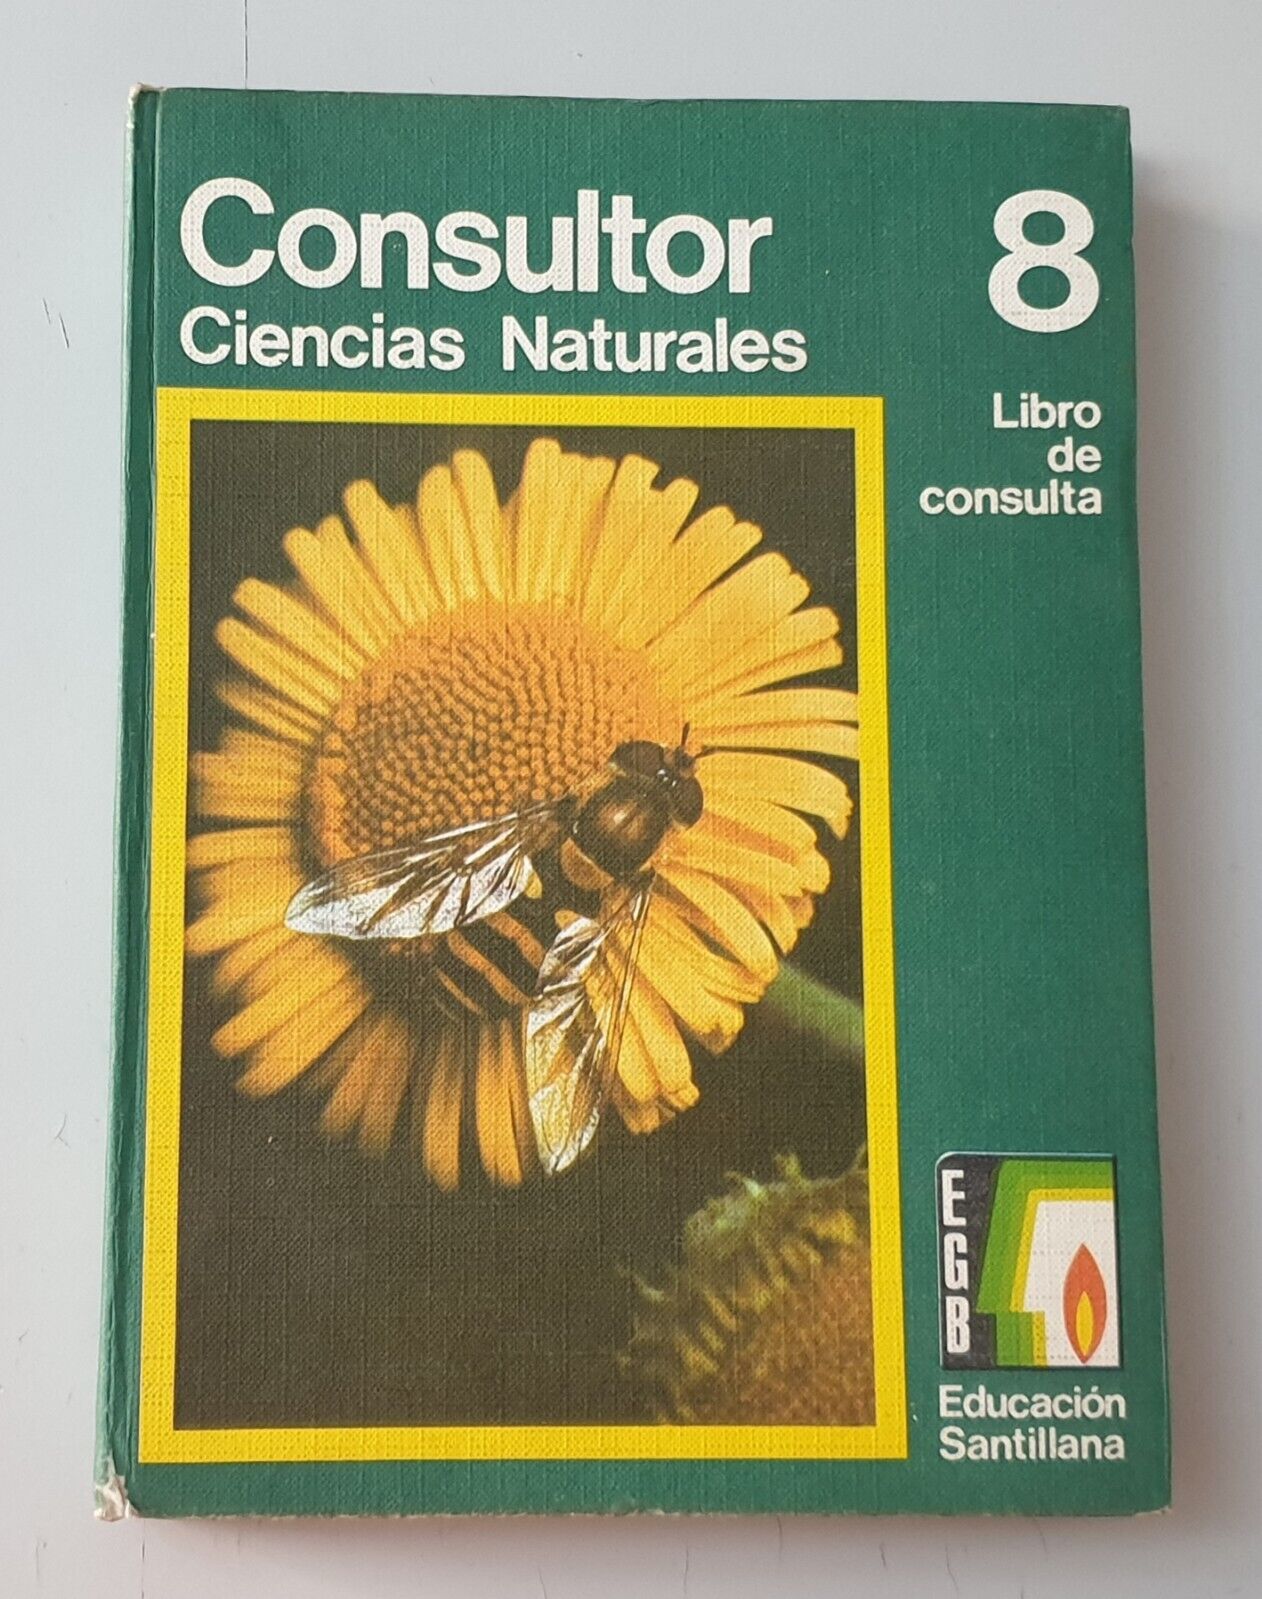 Consultor
Ciencias Naturales
8
Libro
de
consulta
EGB
Educación
Santillana